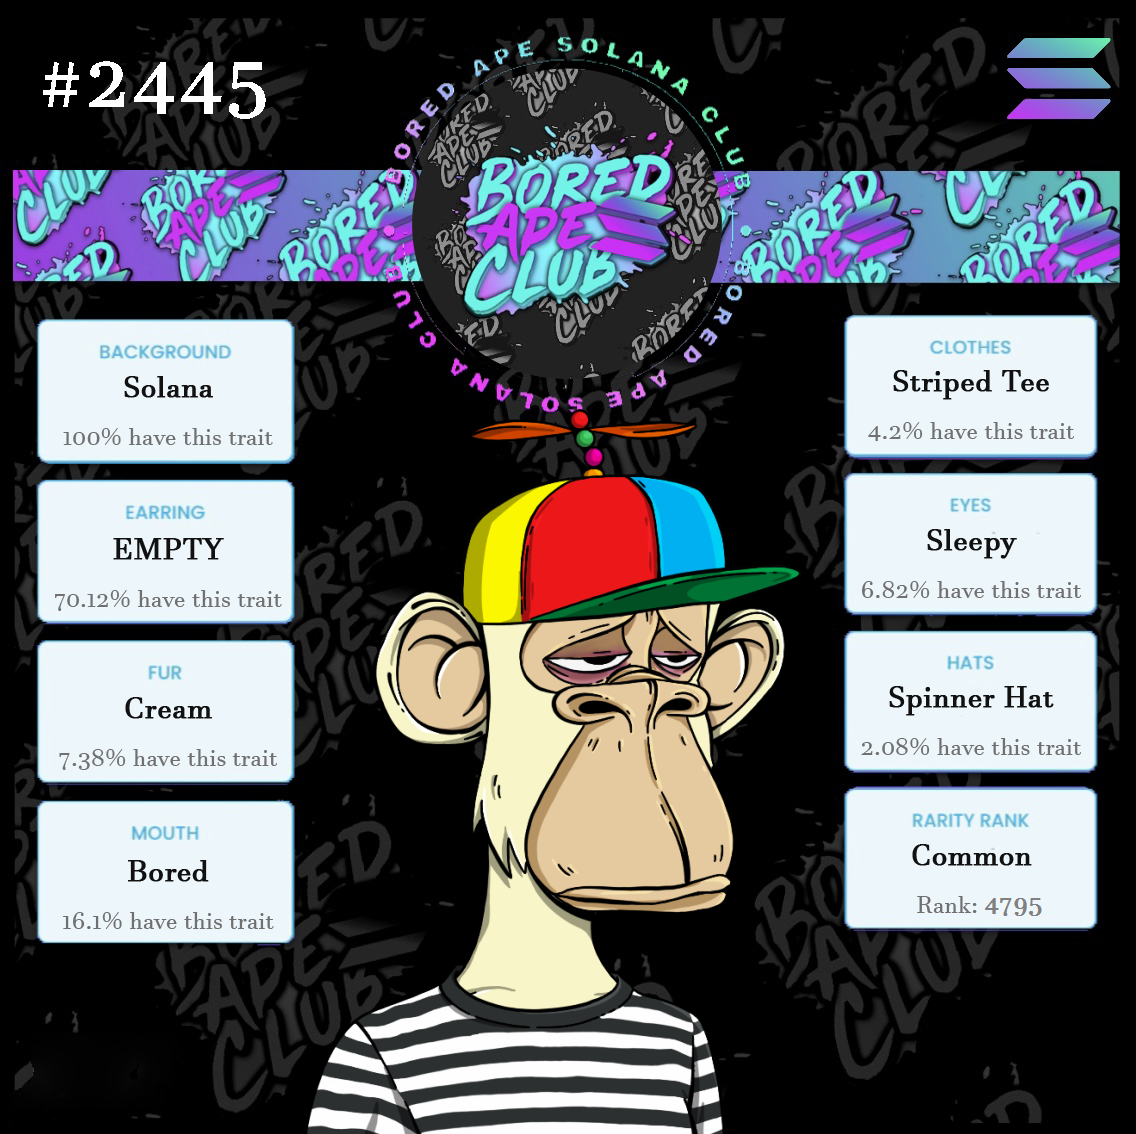 #2445
BORED APE SOLANA CLUB
BORED APE SOLANA CLUB
BORED
APE
CLUB
BACKGROUND
Solana
100% have this trait
EARRING
EMPTY
70.12% have this trait
FUR
Cream
7.38% have this trait
MOUTH
Bored
16.1% have this trait
CLOTHES
Striped Tee
4.2% have this trait
EYES
Sleepy
6.82% have this trait
HATS
Spinner Hat
2.08% have this trait
RARITY RANK
Common
Rank: 4795